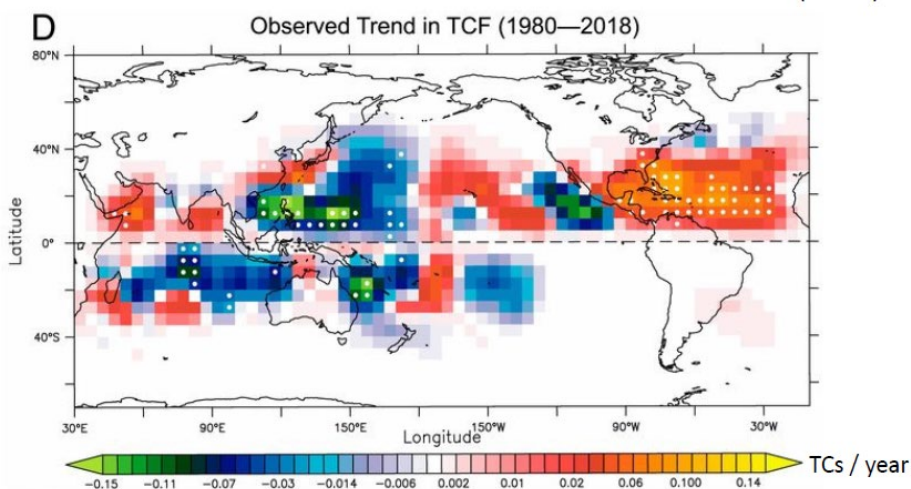 D
Observed Trend in TCF (1980—2018)
80°N
40°N
0°
40°S
Latitude
30°E 90°E 150°E 150°W 90°W 30°W
Longitude
-0.15 -0.11 -0.07 -0.03 -0.014 -0.006 0.002 0.01 0.02 0.06 0.100 0.14 TCs / year